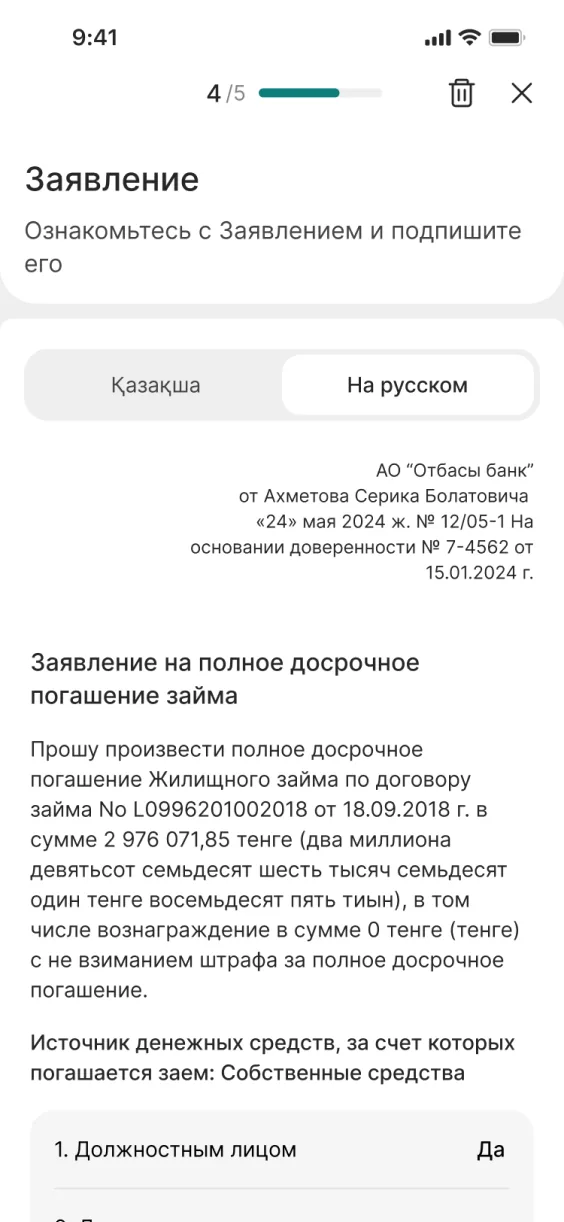 9:41
4 /5
Заявление
Ознакомьтесь с Заявлением и подпишите
его
Қазақша
На русском
АО “Отбасы банк”
от Ахметова Серика Болатовича
«24» мая 2024 ж. № 12/05-1 На
основании доверенности № 7-4562 от
15.01.2024 г.
Заявление на полное досрочное
погашение займа
Прошу произвести полное досрочное
погашение Жилищного займа по договору
займа No L0996201002018 от 18.09.2018 г. в
сумме 2 976 071,85 тенге (два миллиона
девятьсот семьдесят шесть тысяч семьдесят
один тенге восемьдесят пять тиын), в том
числе вознаграждение в сумме 0 тенге (тенге)
с не взиманием штрафа за полное досрочное
погашение.
Источник денежных средств, за счет которых
погашается заем: Собственные средства
1. Должностным лицом
Да